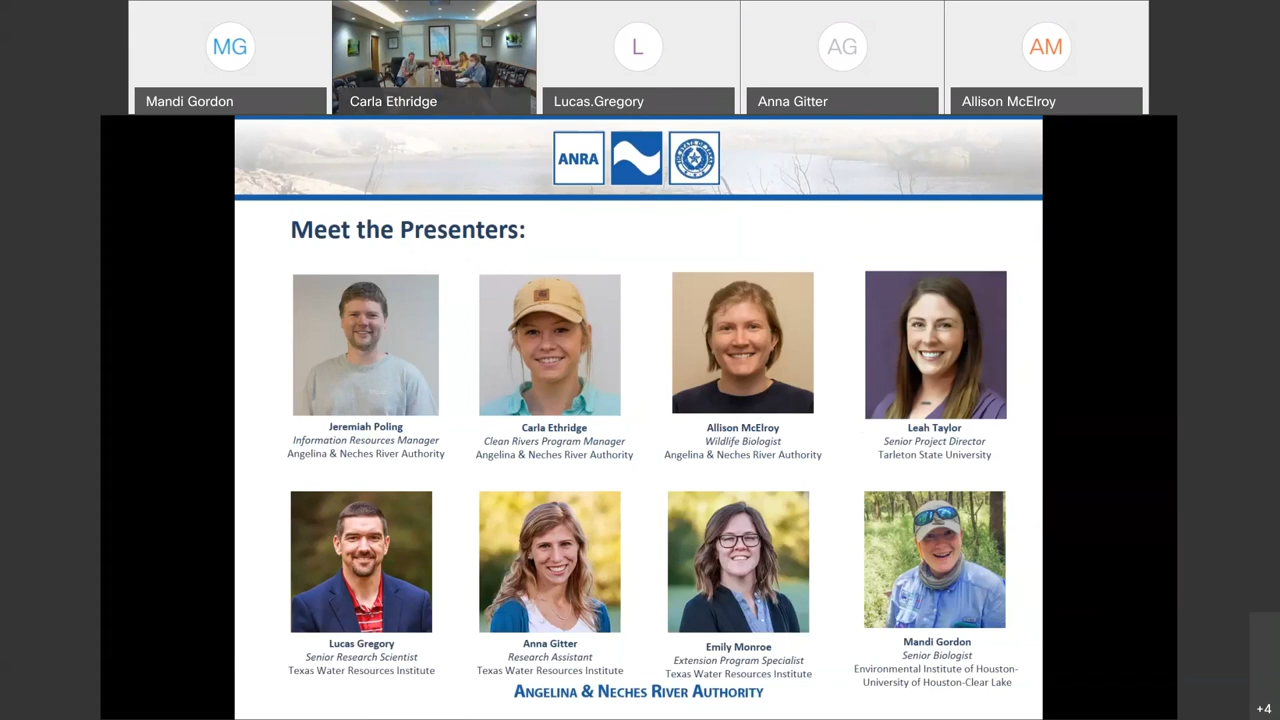 MG
L
AG
AM
Mandi Gordon
Carla Ethridge
Lucas.Gregory
Anna Gitter
Allison McElroy
ANRA
Meet the Presenters:
Jeremiah Poling
Information Resources Manager
Angelina & Neches River Authority
Carla Ethridge
Clean Rivers Program Manager
Angelina & Neches River Authority
Allison McElroy
Wildlife Biologist
Angelina & Neches River Authority
Leah Taylor
Senior Project Director
Tarleton State University
Lucas Gregory
Senior Research Scientist
Texas Water Resources Institute
Anna Gitter
Research Assistant
Texas Water Resources Institute
Emily Monroe
Extension Program Specialist
Texas Water Resources Institute
Mandi Gordon
Senior Biologist
Environmental Institute of Houston-
University of Houston-Clear Lake
ANGELINA & NECHES RIVER AUTHORITY
+4